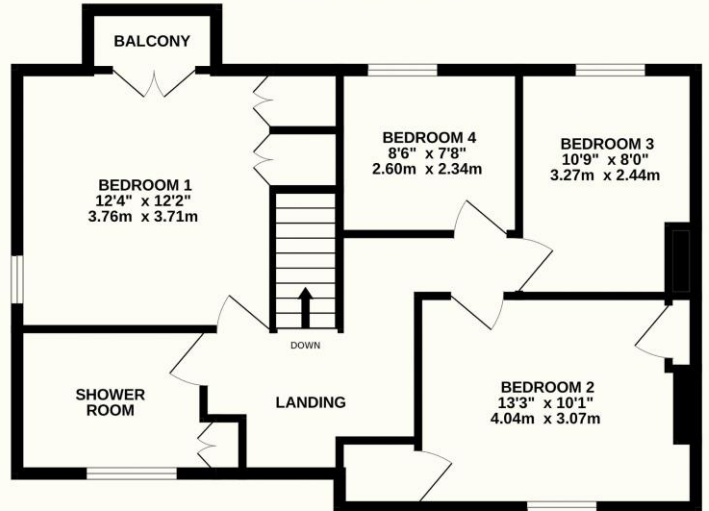 BALCONY
BEDROOM 1
12'4" x 12'2"
3.76m x 3.71m
BEDROOM 4
8'6" x 7'8"
2.60m x 2.34m
BEDROOM 3
10'9" x 8'0"
3.27m x 2.44m
DOWN
SHOWER
ROOM
LANDING
BEDROOM 2
13'3" x 10'1"
4.04m x 3.07m